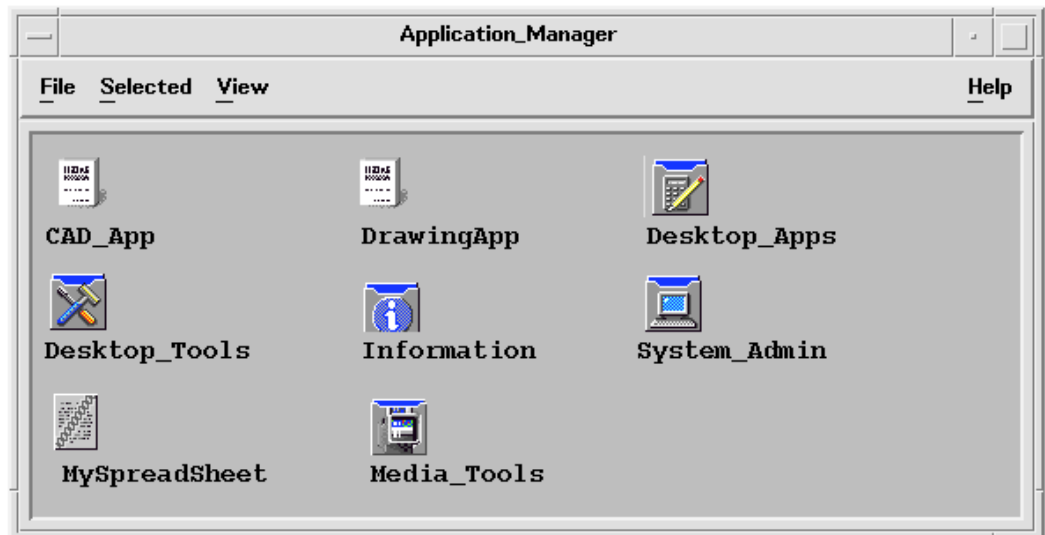 Application_Manager
File Selected View Help
CAD_App DrawingApp Desktop_Apps
Desktop_Tools Information System_Admin
MySpreadSheet Media_Tools